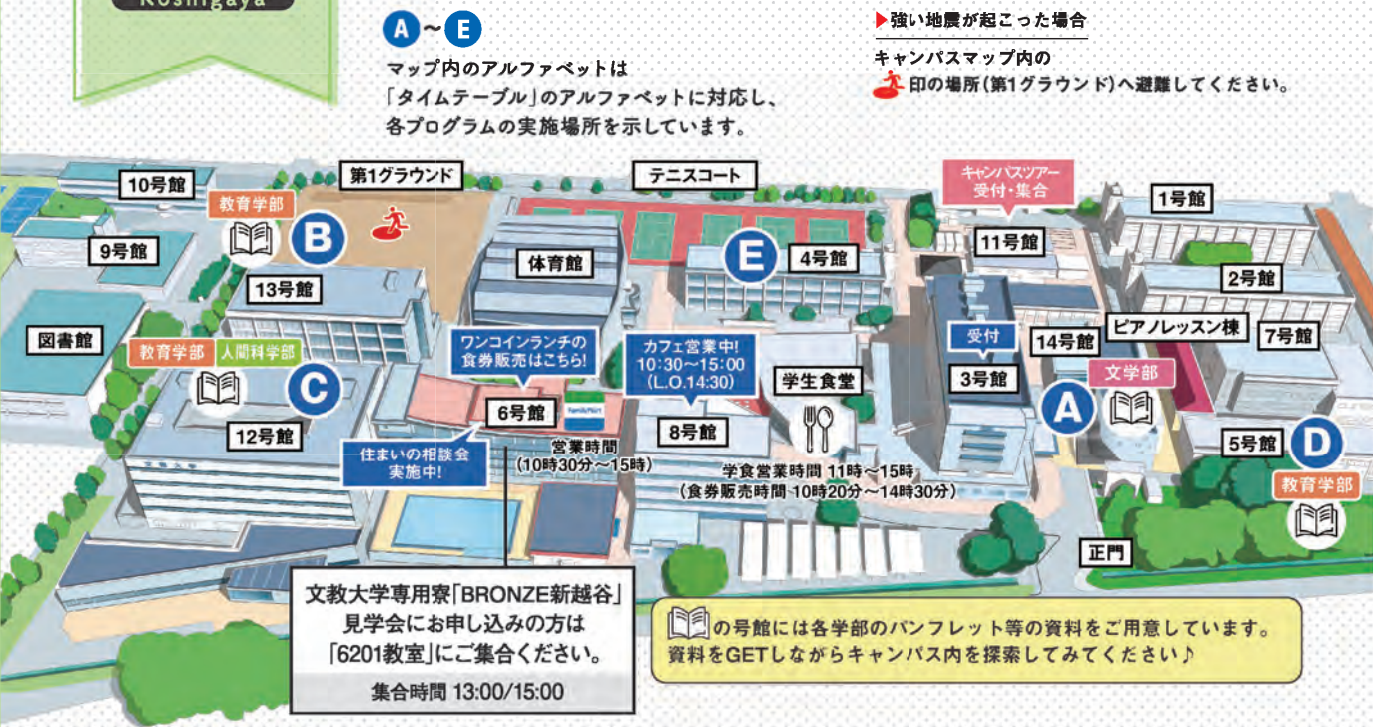 Koshigaya
A～E
マップ内のアルファベットは
「タイムテーブル」のアルファベットに対応し、
各プログラムの実施場所を示しています。
▶強い地震が起こった場合
キャンパスマップ内の
印の場所(第1グラウンド)へ避難してください。
10号館
第1グラウンド
テニスコート
キャンパスツアー
受付・集合
1号館
教育学部
B
9号館
体育館
E
4号館
11号館
2号館
13号館
図書館
教育学部
人間科学部
C
12号館
文教大学
ワンコインランチの
食券販売はこちら!
6号館
FamilyMart
営業時間
(10時30分～15時)
住まいの相談会
実施中!
カフェ営業中!
10:30～15:00
(L.O.14:30)
8号館
学生食堂
学食営業時間 11時～15時
(食券販売時間 10時20分～14時30分)
受付
3号館
14号館
ピアノレッスン棟
7号館
文学部
A
5号館
D
教育学部
正門
文教大学専用寮「BRONZE新越谷」
見学会にお申し込みの方は
「6201教室」にご集合ください。
集合時間 13:00/15:00
の号館には各学部のパンフレット等の資料をご用意しています。
資料をGETしながらキャンパス内を探索してみてください♪